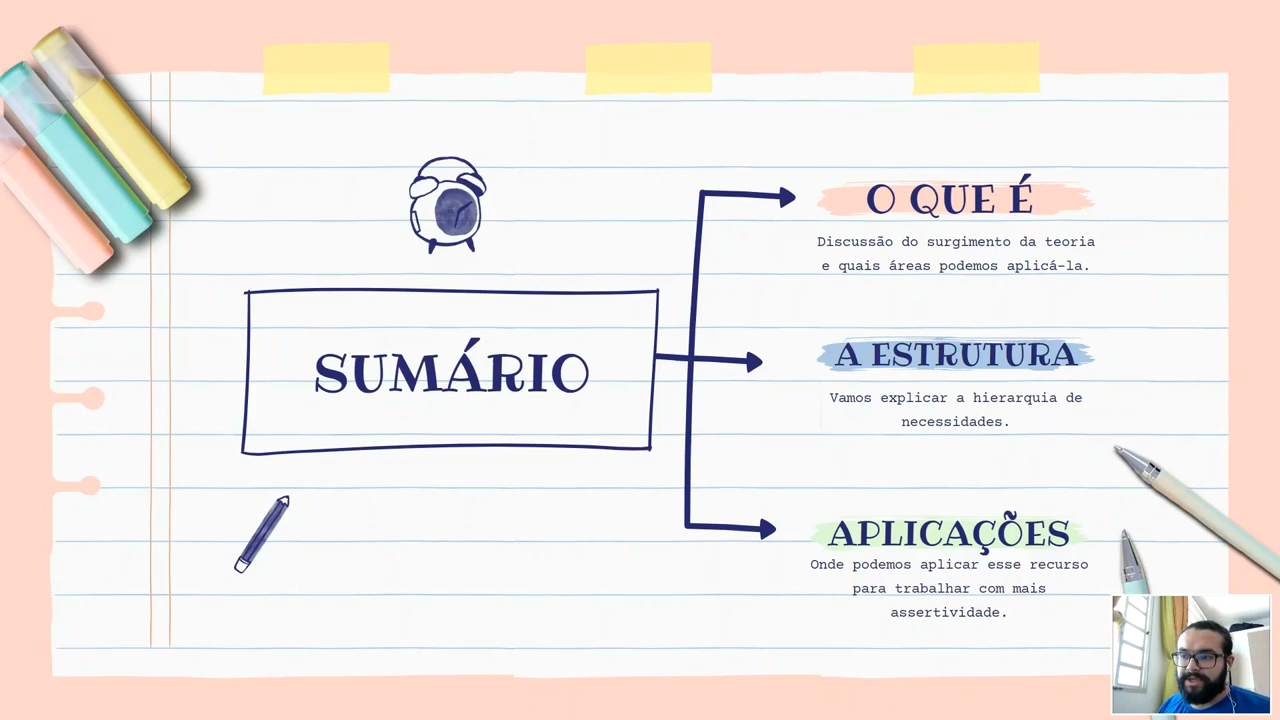 SUMÁRIO
O QUE É
Discussão do surgimento da teoria
e quais áreas podemos aplicá-la.
A ESTRUTURA
Vamos explicar a hierarquia de
necessidades.
APLICAÇÕES
Onde podemos aplicar esse recurso
para trabalhar com mais
assertividade.